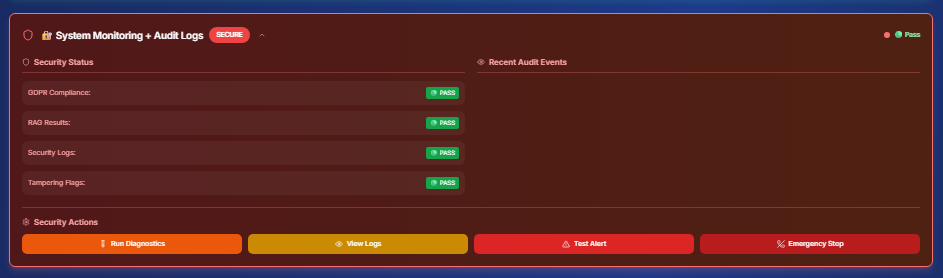 System Monitoring + Audit Logs SECURE
Pass
Security Status
Recent Audit Events
GDPR Compliance: PASS
RAG Results: PASS
Security Logs: PASS
Tampering Flags: PASS
Security Actions
Run Diagnostics
View Logs
Test Alert
Emergency Stop